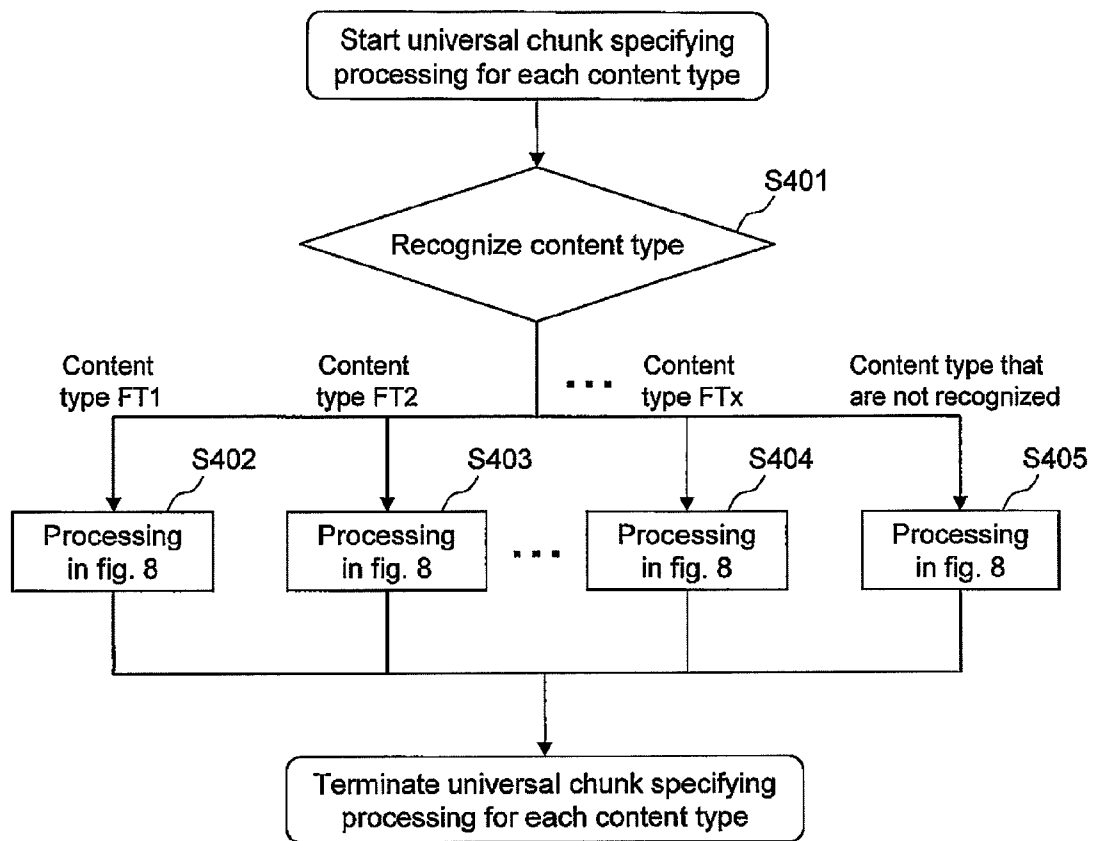 Start universal chunk specifying
processing for each content type
S401
Recognize content type
Content
type FT1
Content
type FT2
...
Content
type FTx
Content type that
are not recognized
S402
S403
S404
S405
Processing
in fig. 8
Processing
in fig. 8
...
Processing
in fig. 8
Processing
in fig. 8
Terminate universal chunk specifying
processing for each content type